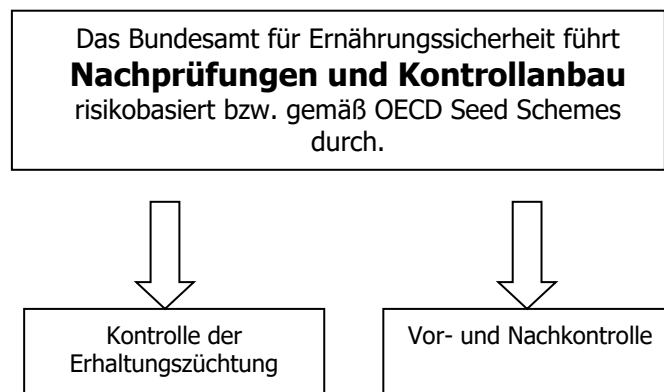 Das Bundesamt für Ernährungssicherheit führt
Nachprüfungen und Kontrollanbau
risikobasiert bzw. gemäß OECD Seed Schemes
durch.
Kontrolle der
Erhaltungszüchtung
Vor- und Nachkontrolle